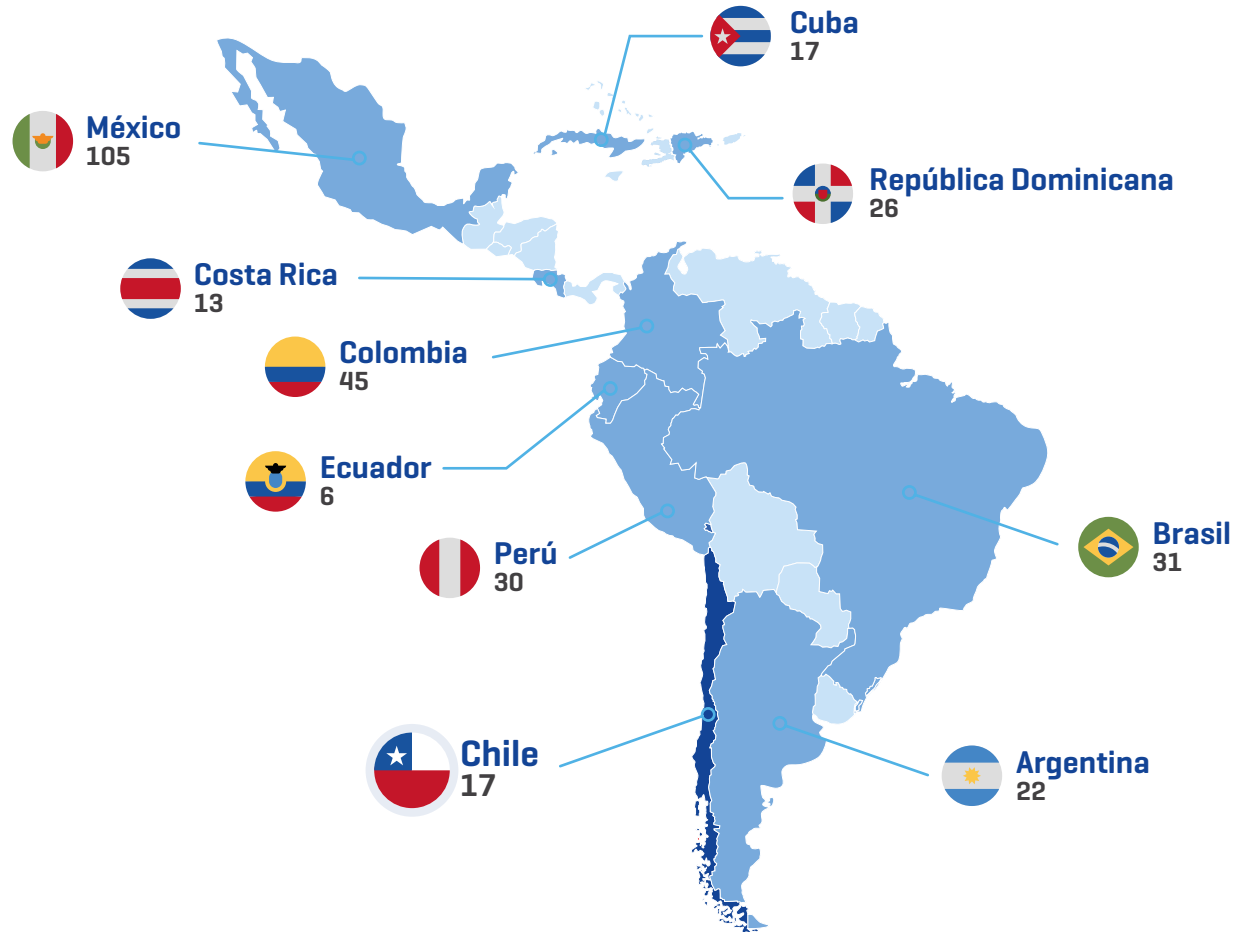 Cuba
17
México
105
República Dominicana
26
Costa Rica
13
Colombia
45
Ecuador
6
Perú
30
Brasil
31
Chile
17
Argentina
22